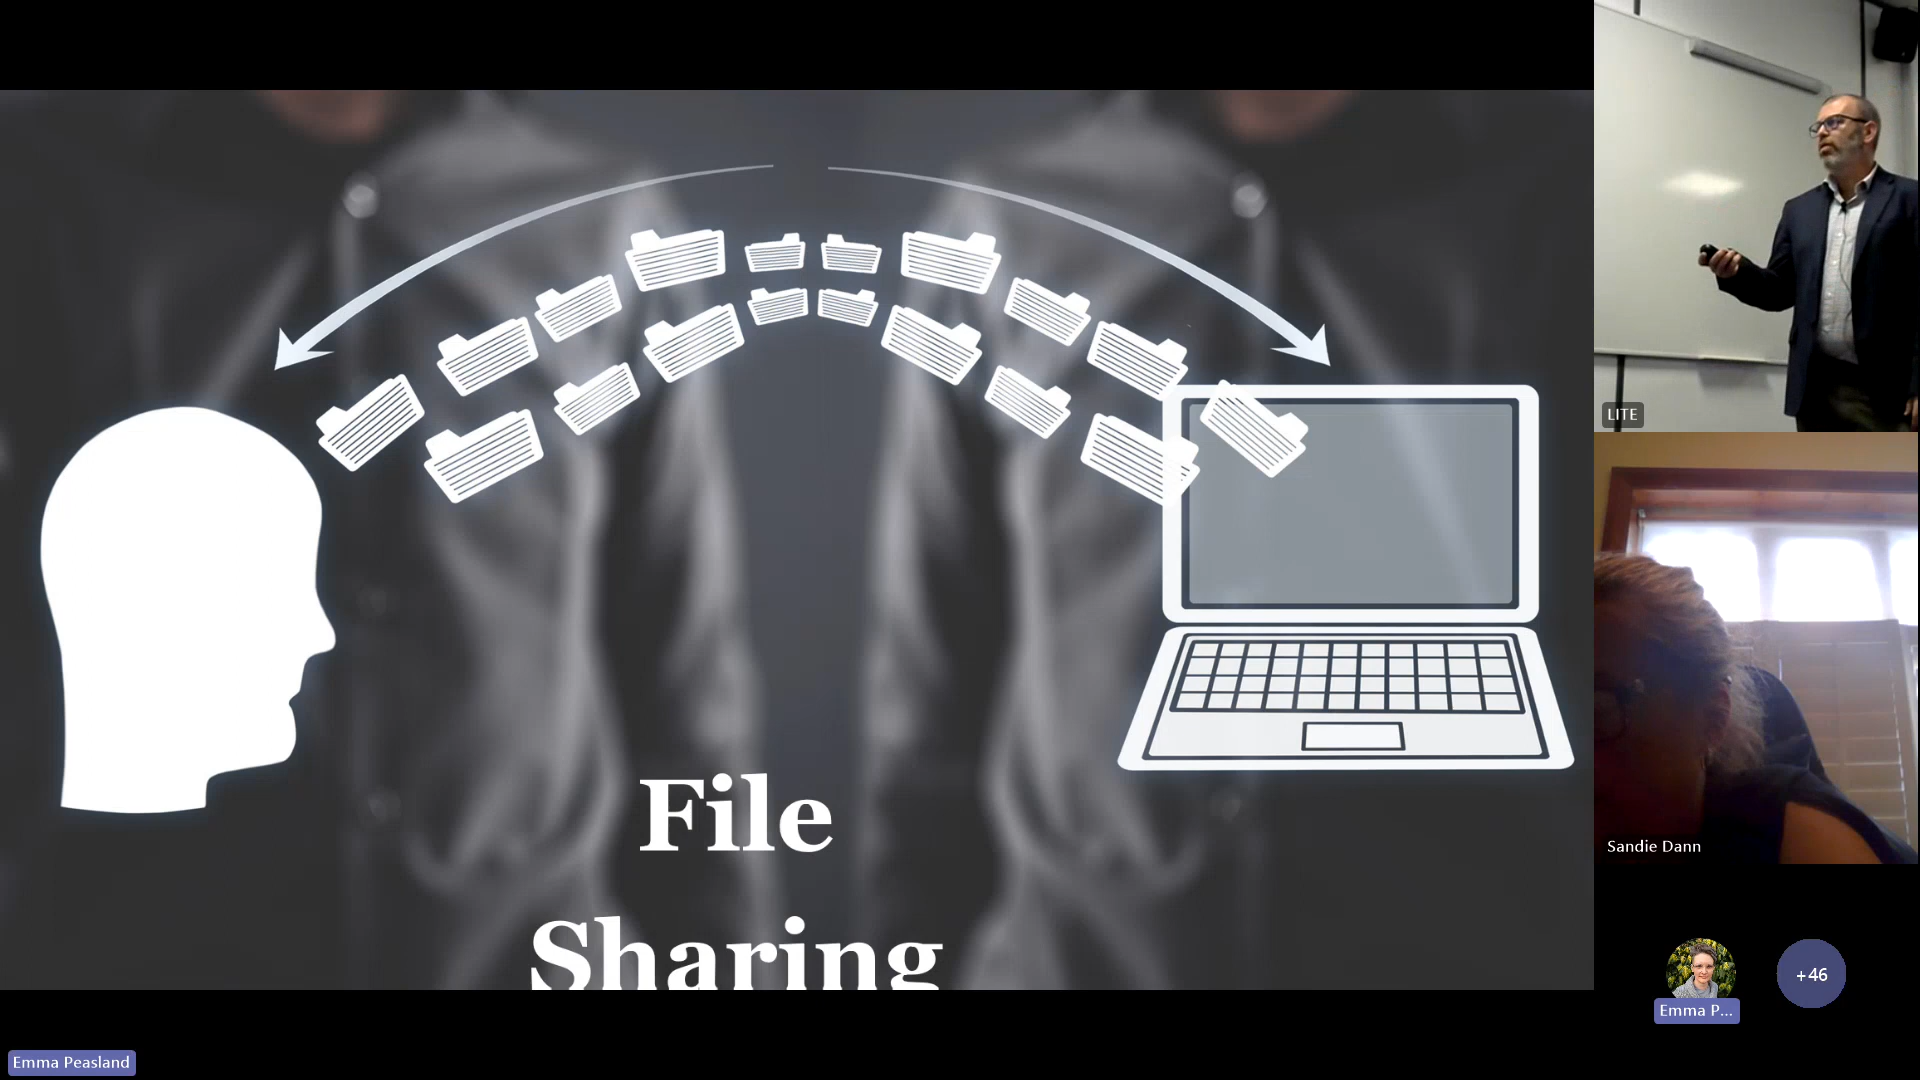 File
Sharing
LITE
Sandie Dann
Emma P...
+46
Emma Peasland